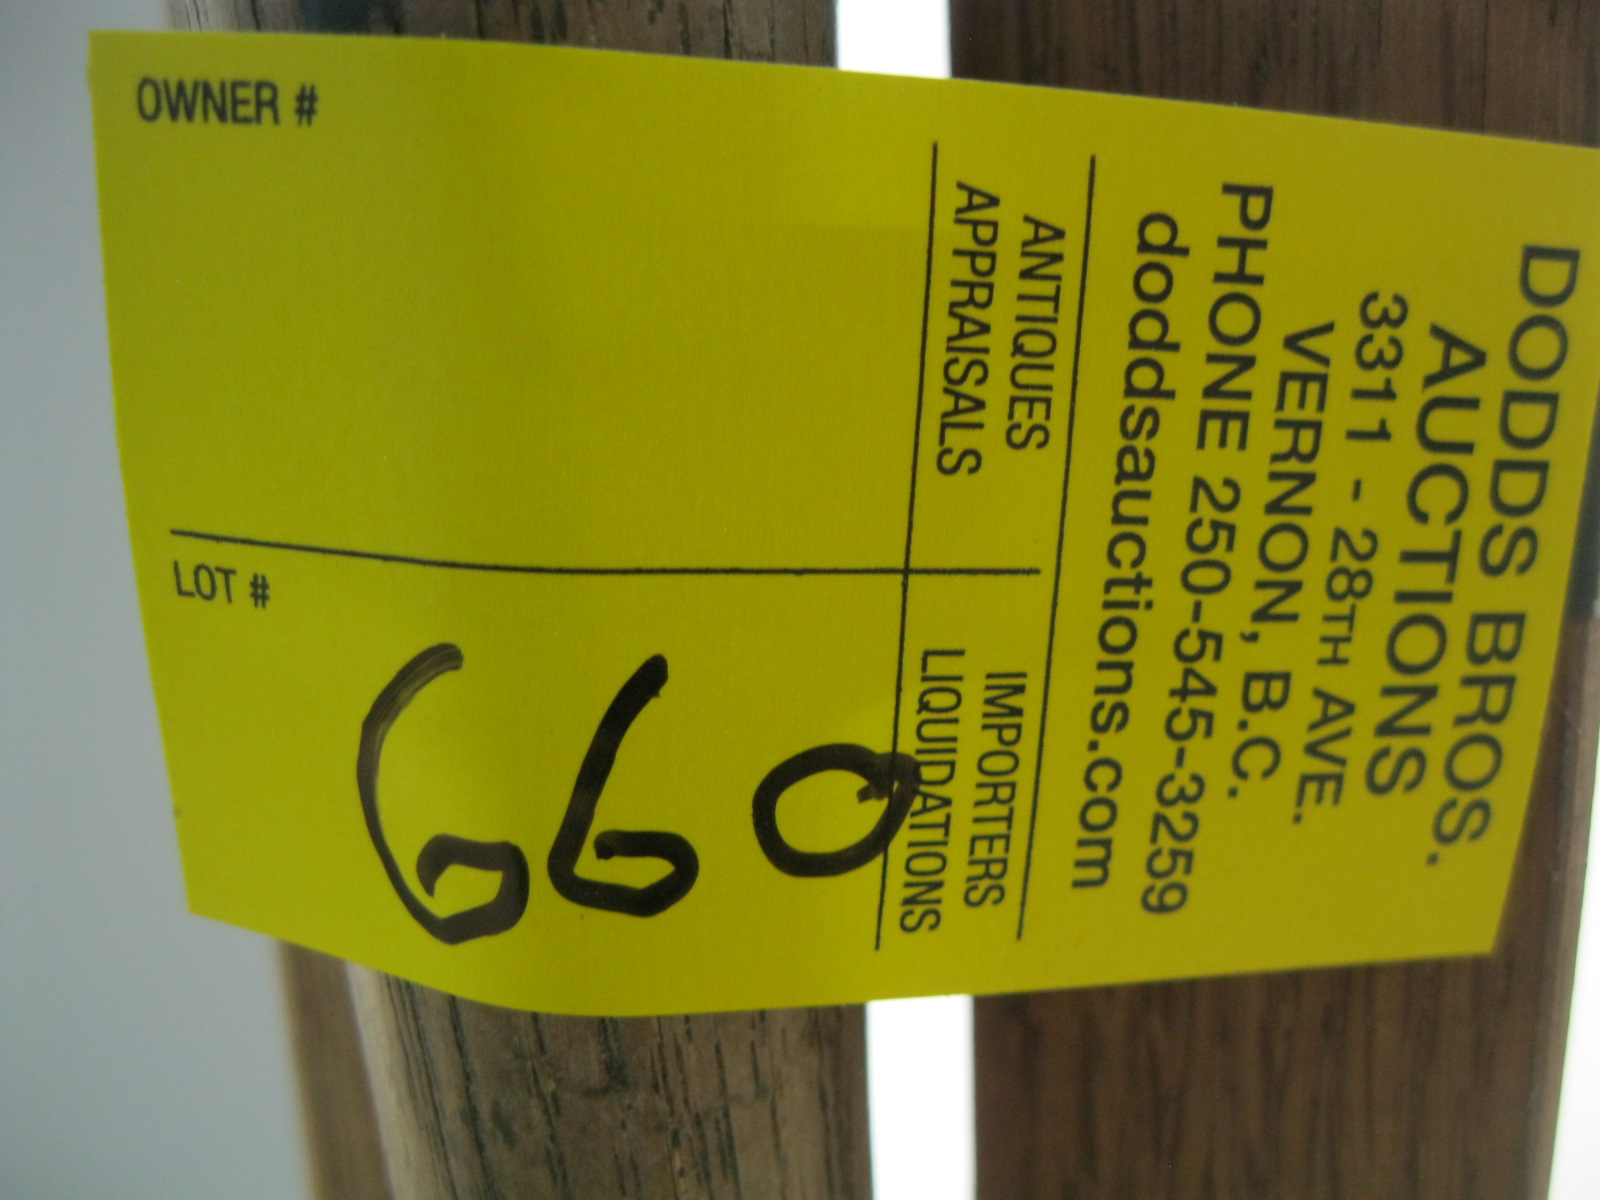 DODDS BROS.
AUCTIONS
3311 - 28TH AVE.
VERNON, B.C.
PHONE 250-545-3259
doddsauctions.com
ANTIQUES
APPRAISALS
IMPORTERS
LIQUIDATIONS
OWNER #
LOT #
660